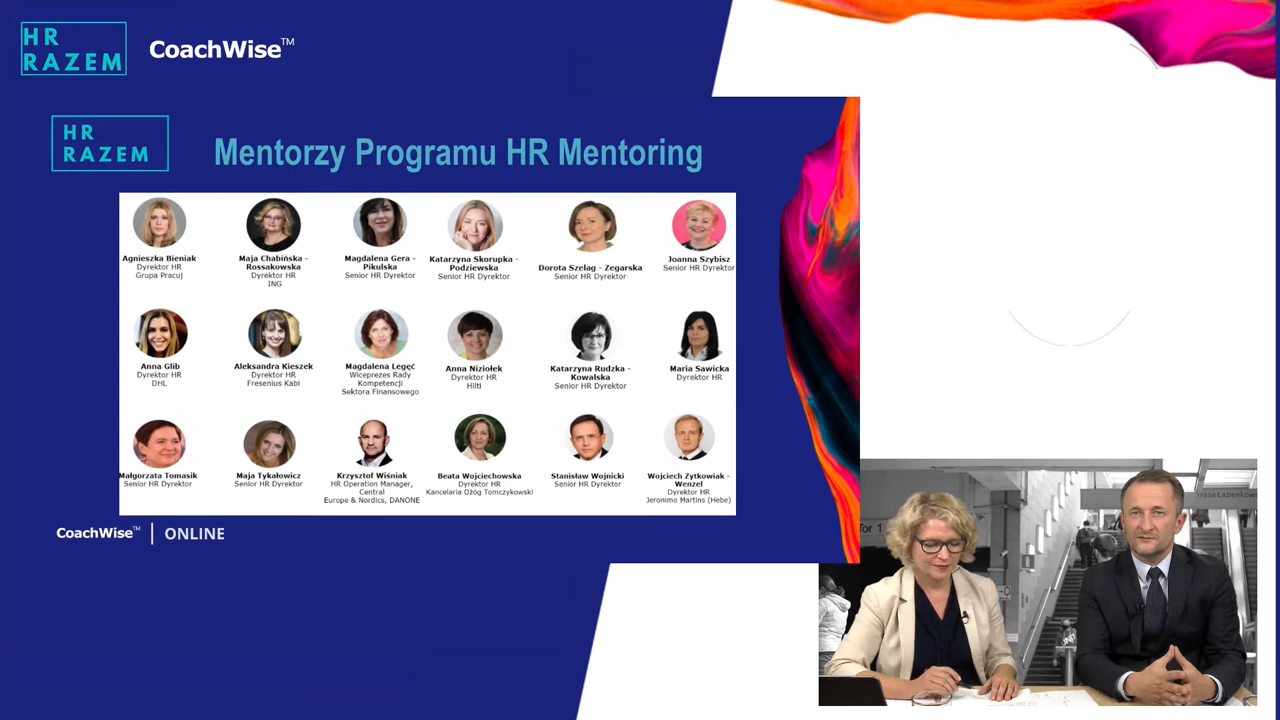 HR
RAZEM
CoachWise™
HR
RAZEM
Mentorzy Programu HR Mentoring
Agnieszka Bieniak
Dyrektor HR
Grupa Pracuj
Maja Chabińska -
Rossakowska
Dyrektor HR
ING
Magdalena Gera -
Pikulska
Senior HR Dyrektor
Katarzyna Skorupka -
Podziewska
Senior HR Dyrektor
Dorota Szelag - Zegarska
Senior HR Dyrektor
Joanna Szybisz
Senior HR Dyrektor
Anna Glib
Dyrektor HR
DHL
Aleksandra Kieszek
Dyrektor HR
Fresenius Kabi
Magdalena Legęć
Wiceprezes Rady
Kompetencji
Sektora Finansowego
Anna Niziołek
Dyrektor HR
Hilti
Katarzyna Rudzka -
Kowalska
Senior HR Dyrektor
Maria Sawicka
Dyrektor HR
Małgorzata Tomasik
Senior HR Dyrektor
Maja Tykałowicz
Senior HR Dyrektor
Krzysztof Wiśniak
HR Operation Manager,
Central
Europe & Nordics, DANONE
Beata Wojciechowska
Dyrektor HR
Kancelaria Ożóg Tomczykowski
Stanisław Wojnicki
Senior HR Dyrektor
Wojciech Zytkowiak -
Wenzel
Dyrektor HR
Jeronimo Martins (Hebe)
CoachWise™ | ONLINE
Tor 1